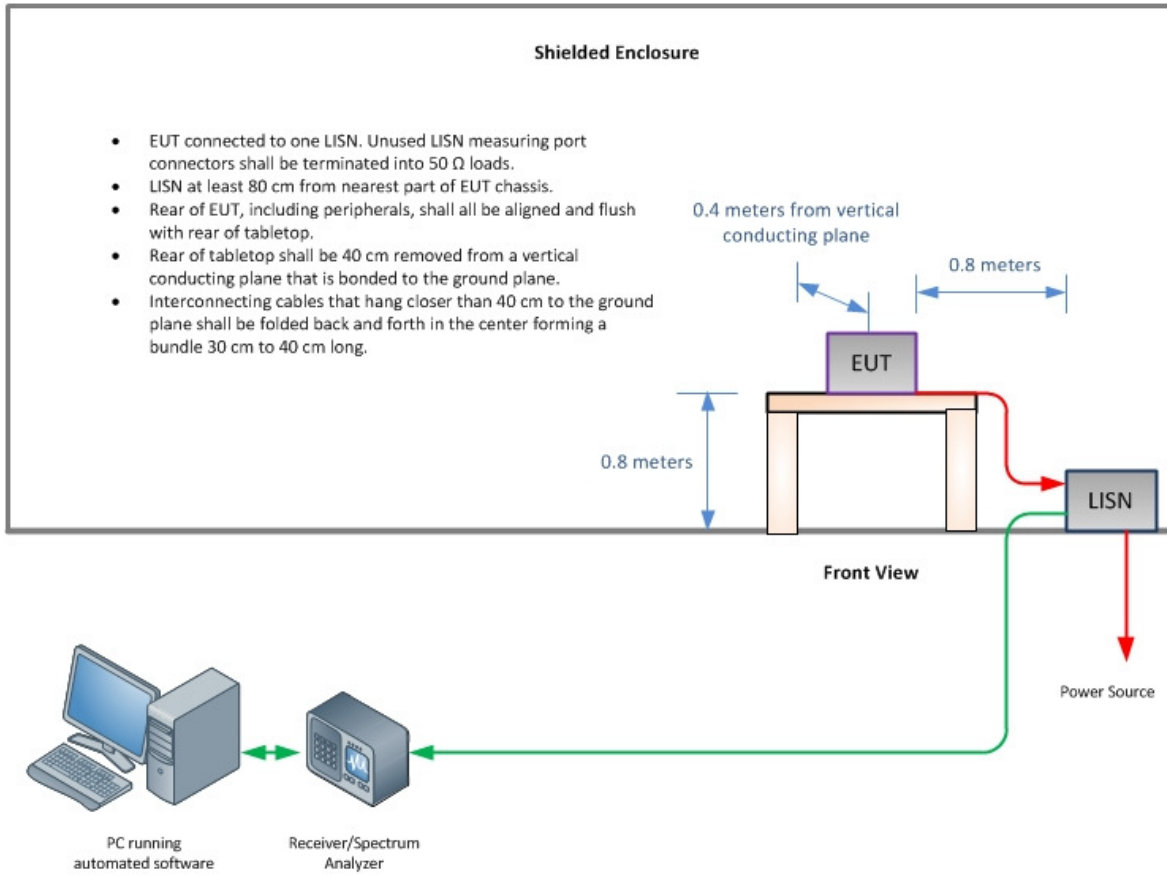 Shielded Enclosure
• EUT connected to one LISN. Unused LISN measuring port
connectors shall be terminated into 50 Ω loads.
• LISN at least 80 cm from nearest part of EUT chassis.
• Rear of EUT, including peripherals, shall all be aligned and flush
with rear of tabletop.
• Rear of tabletop shall be 40 cm removed from a vertical
conducting plane that is bonded to the ground plane.
• Interconnecting cables that hang closer than 40 cm to the ground
plane shall be folded back and forth in the center forming a
bundle 30 cm to 40 cm long.
0.4 meters from vertical
conducting plane
0.8 meters
EUT
0.8 meters
LISN
Front View
Power Source
PC running
automated software
Receiver/Spectrum
Analyzer